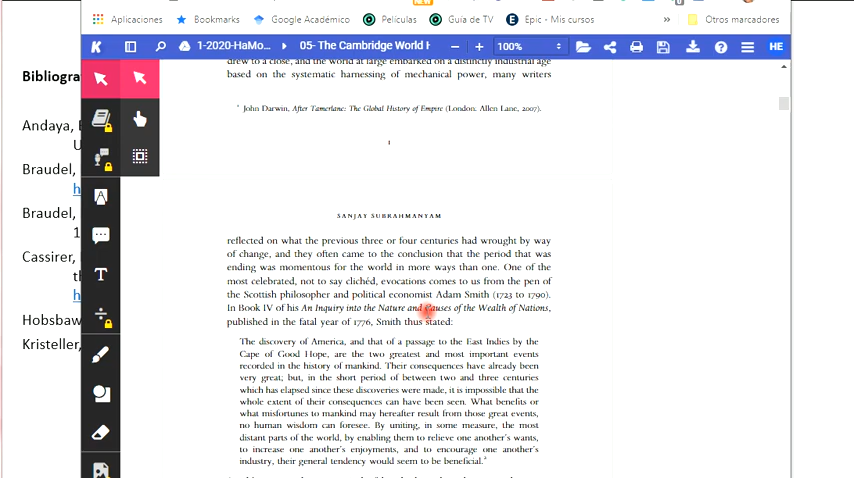 NEW
Aplicaciones
Bookmarks
Google Académico
Películas
Guía de TV
Epic - Mis cursos
»
Otros marcadores
K
1-2020-HaMo...
05- The Cambridge World H
100%
HE
Bibliogra
Andaya, B
U
Braudel,
h
Braudel,
1
Cassirer,
th
h
Hobsbaw
Kristeller,
drew to a close, and the world at large embarked on a distinctly industrial age
based on the systematic harnessing of mechanical power, many writers
John Darwin, After Tamerlane: The Global History of Empire (London: Allen Lane, 2007).
1
SANJAY SUBRAHMANYAM
reflected on what the previous three or four centuries had wrought by way
of change, and they often came to the conclusion that the period that was
ending was momentous for the world in more ways than one. One of the
most celebrated, not to say clichéd, evocations comes to us from the pen of
the Scottish philosopher and political economist Adam Smith (1723 to 1790).
In Book IV of his An Inquiry into the Nature and Causes of the Wealth of Nations,
published in the fatal year of 1776, Smith thus stated:
The discovery of America, and that of a passage to the East Indies by the
Cape of Good Hope, are the two greatest and most important events
recorded in the history of mankind. Their consequences have already been
very great; but, in the short period of between two and three centuries
which has elapsed since these discoveries were made, it is impossible that the
whole extent of their consequences can have been seen. What benefits or
what misfortunes to mankind may hereafter result from those great events,
no human wisdom can foresee. By uniting, in some measure, the most
distant parts of the world, by enabling them to relieve one another's wants,
to increase one another's enjoyments, and to encourage one another's
industry, their general tendency would seem to be beneficial.²